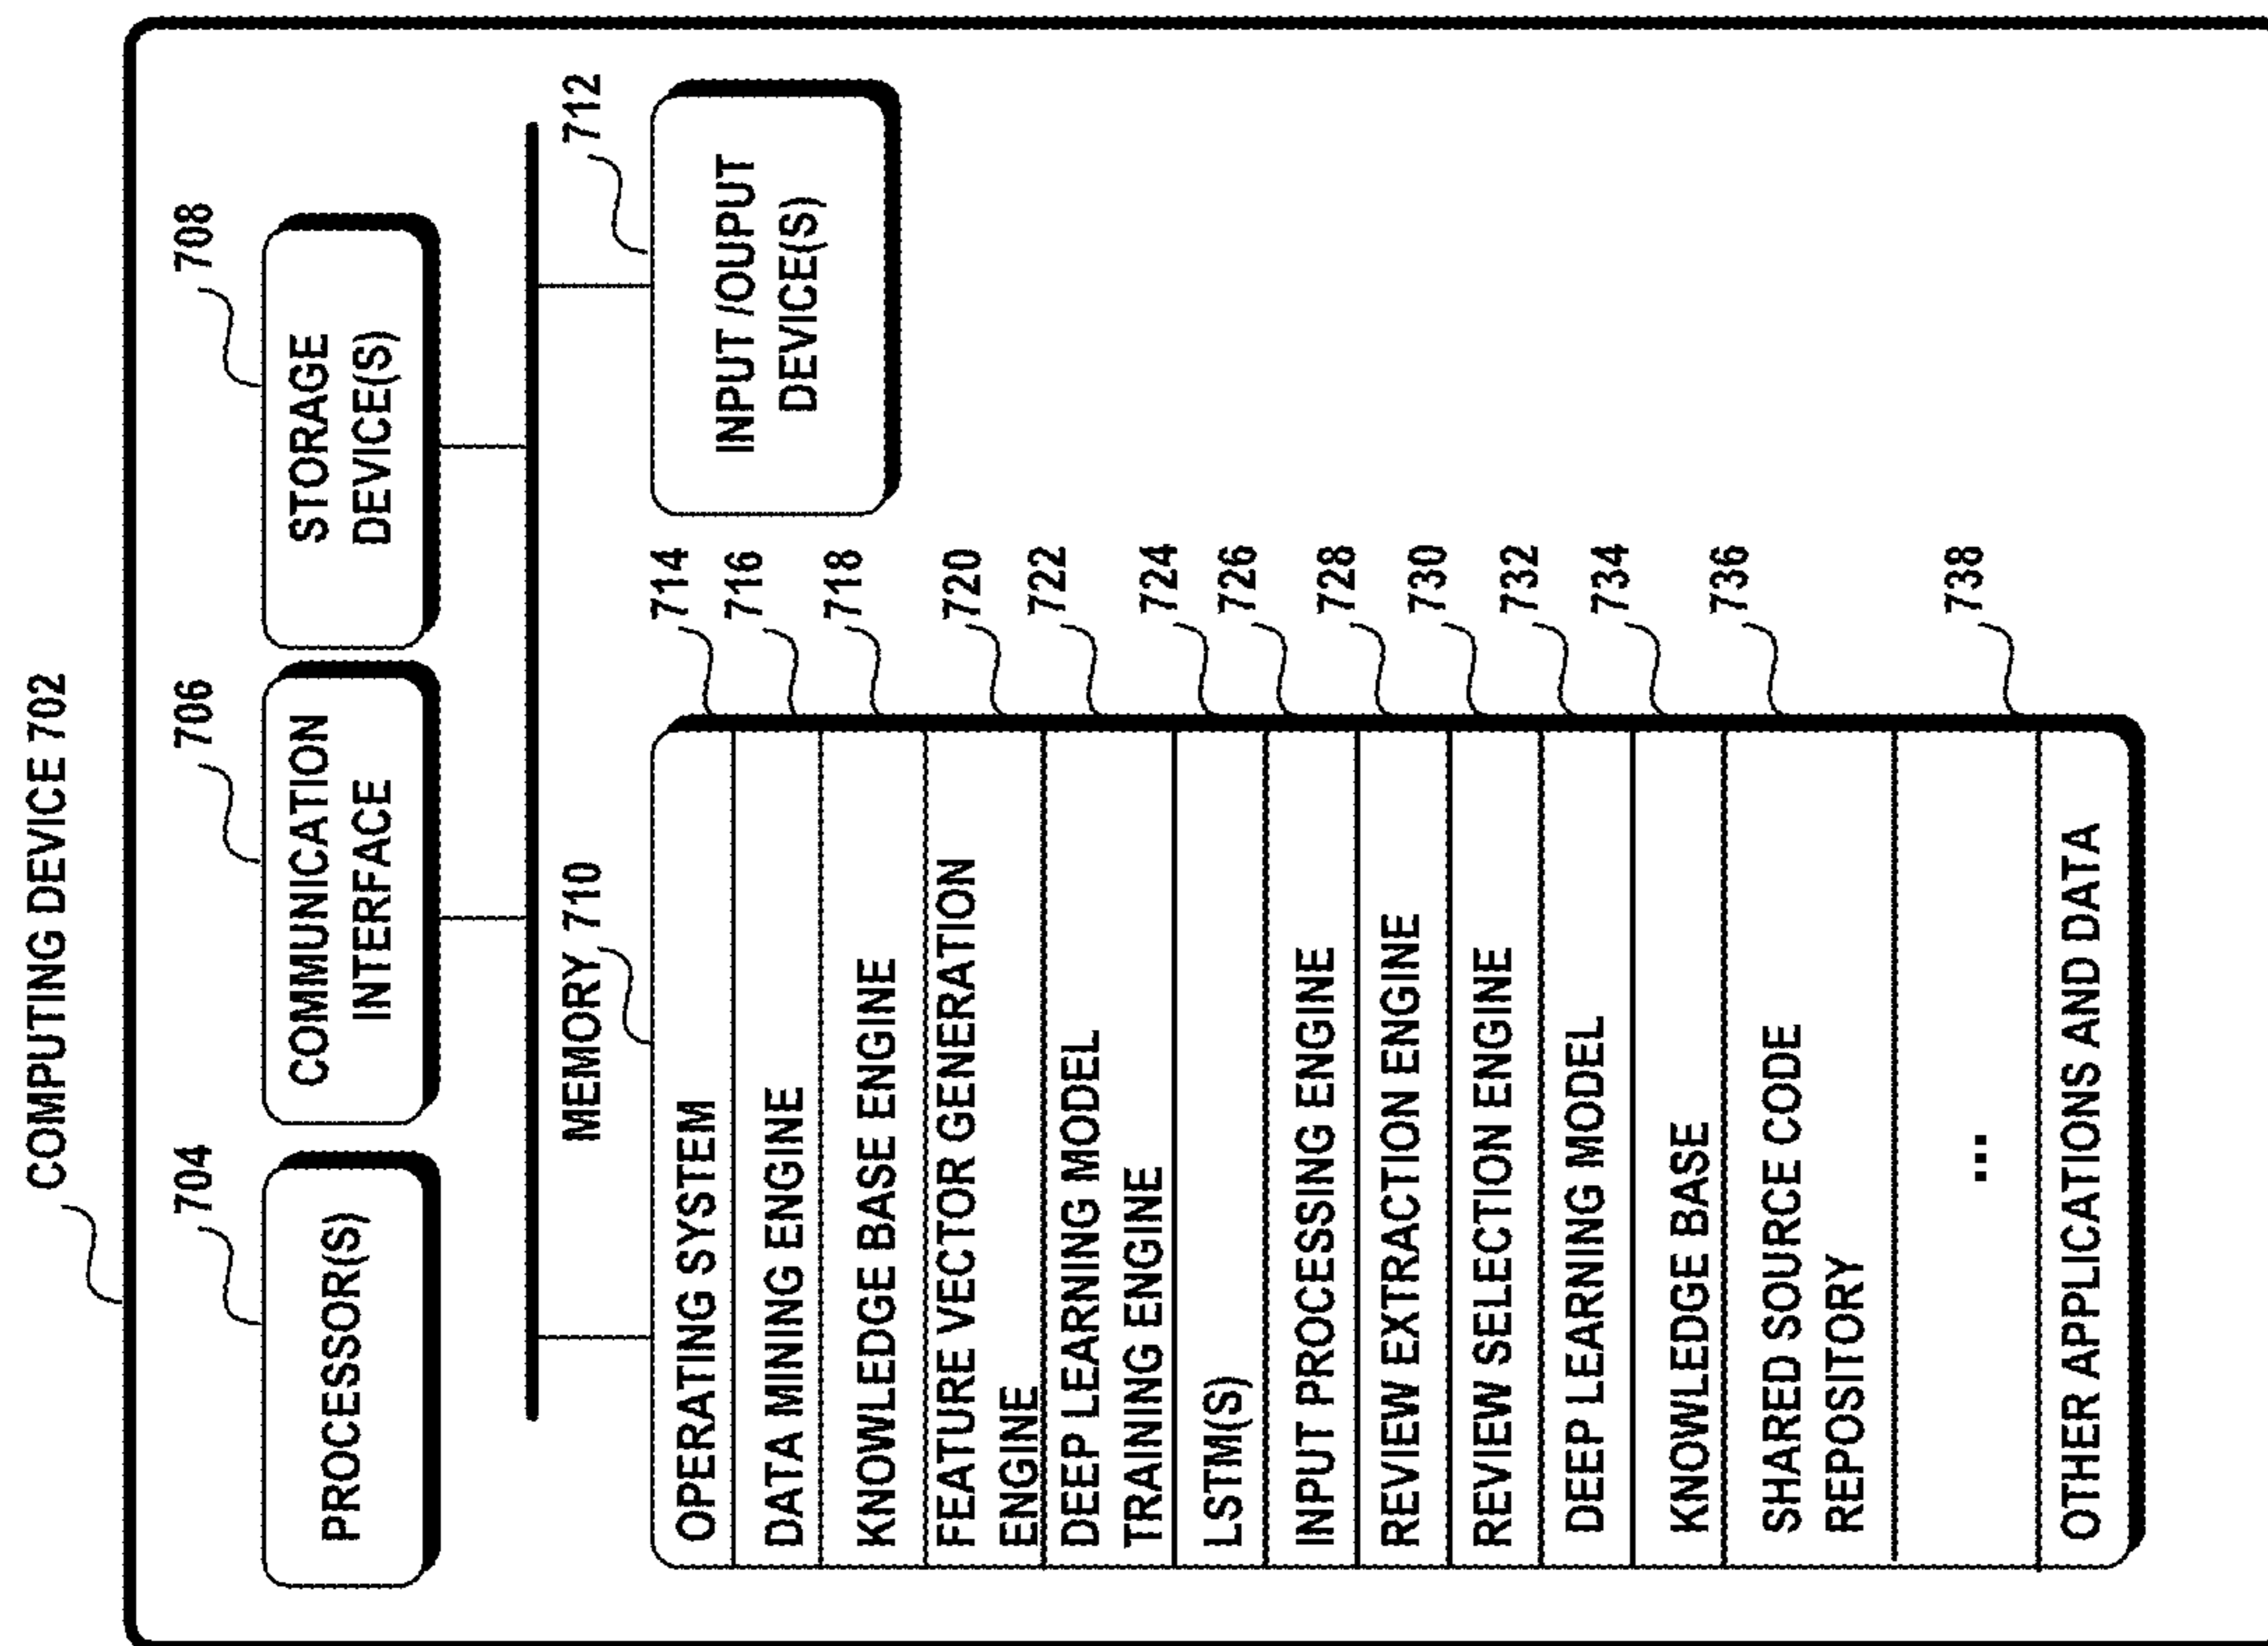 COMPUTING DEVICE 702
704
706
708
PROCESSOR(S)
COMMUNICATION
INTERFACE
STORAGE
DEVICE(S)
MEMORY 710
712
INPUT /OUPUT
DEVICE(S)
OPERATING SYSTEM
714
DATA MINING ENGINE
716
KNOWLEDGE BASE ENGINE
718
FEATURE VECTOR GENERATION
ENGINE
720
DEEP LEARNING MODEL
TRAINING ENGINE
722
LSTM(S)
724
INPUT PROCESSING ENGINE
726
REVIEW EXTRACTION ENGINE
728
REVIEW SELECTION ENGINE
730
DEEP LEARNING MODEL
732
KNOWLEDGE BASE
734
SHARED SOURCE CODE
REPOSITORY
736
...
738
OTHER APPLICATIONS AND DATA